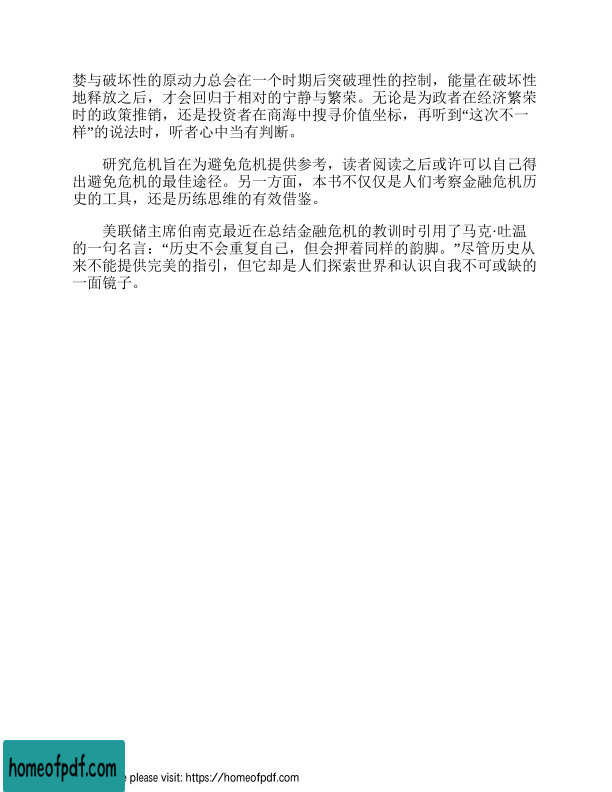 婪与破坏性的原动力总会在一个时期后突破理性的控制，能量在破坏性
地释放之后，才会回归于相对的宁静与繁荣。无论是为政者在经济繁荣
时的政策推销，还是投资者在商海中搜寻价值坐标，再听到“这次不一
样”的说法时，听者心中当有判断。
研究危机旨在为避免危机提供参考，读者阅读之后或许可以自己得
出避免危机的最佳途径。另一方面，本书不仅仅是人们考察金融危机历
史的工具，还是历练思维的有效借鉴。
美联储主席伯南克最近在总结金融危机的教训时引用了马克·吐温
的一句名言：“历史不会重复自己，但会押着同样的韵脚。”尽管历史从
来不能提供完美的指引，但它却是人们探索世界和认识自我不可或缺的
一面镜子。
homeofpdf.com
e please visit: https://homeofpdf.com